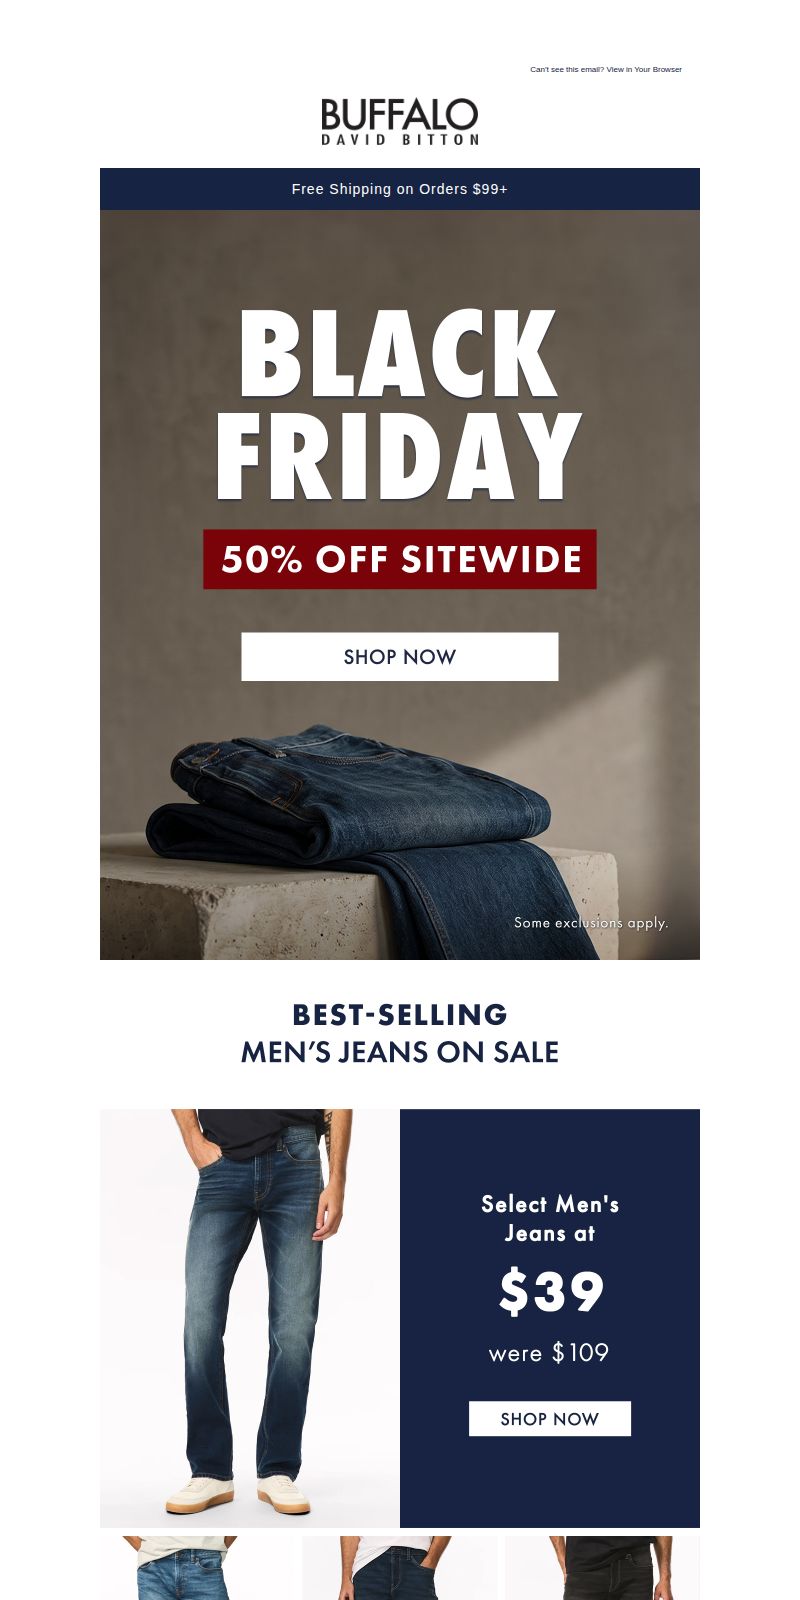 Can't see this email? View in Your Browser
BUFFALO
DAVID BITTON
Free Shipping on Orders $99+
BLACK
FRIDAY
50% OFF SITEWIDE
SHOP NOW
Some exclusions apply.
BEST-SELLING
MEN’S JEANS ON SALE
Select Men's
Jeans at
$39
were $109
SHOP NOW